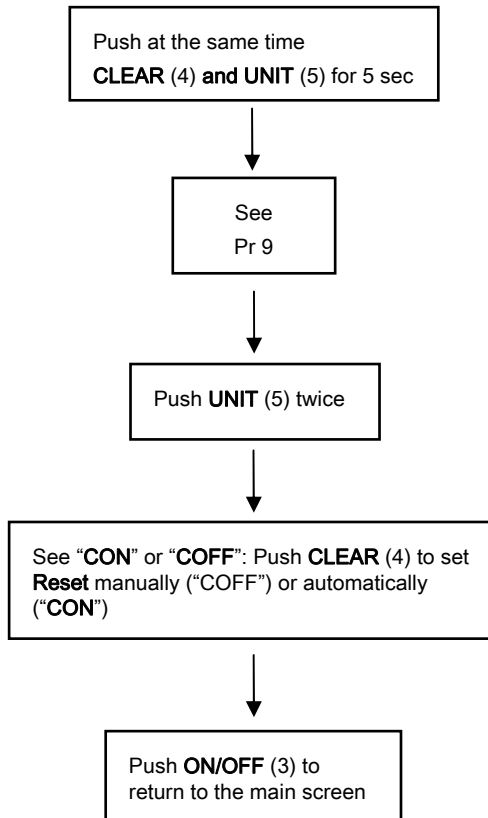 Push at the same time
CLEAR (4) and UNIT (5) for 5 sec
See
Pr 9
Push UNIT (5) twice
See “CON” or “COFF”: Push CLEAR (4) to set
Reset manually (“COFF”) or automatically
(“CON”)
Push ON/OFF (3) to
return to the main screen